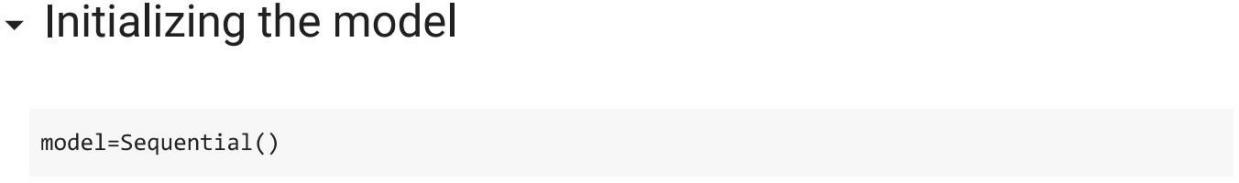 Initializing the model
model=Sequential()